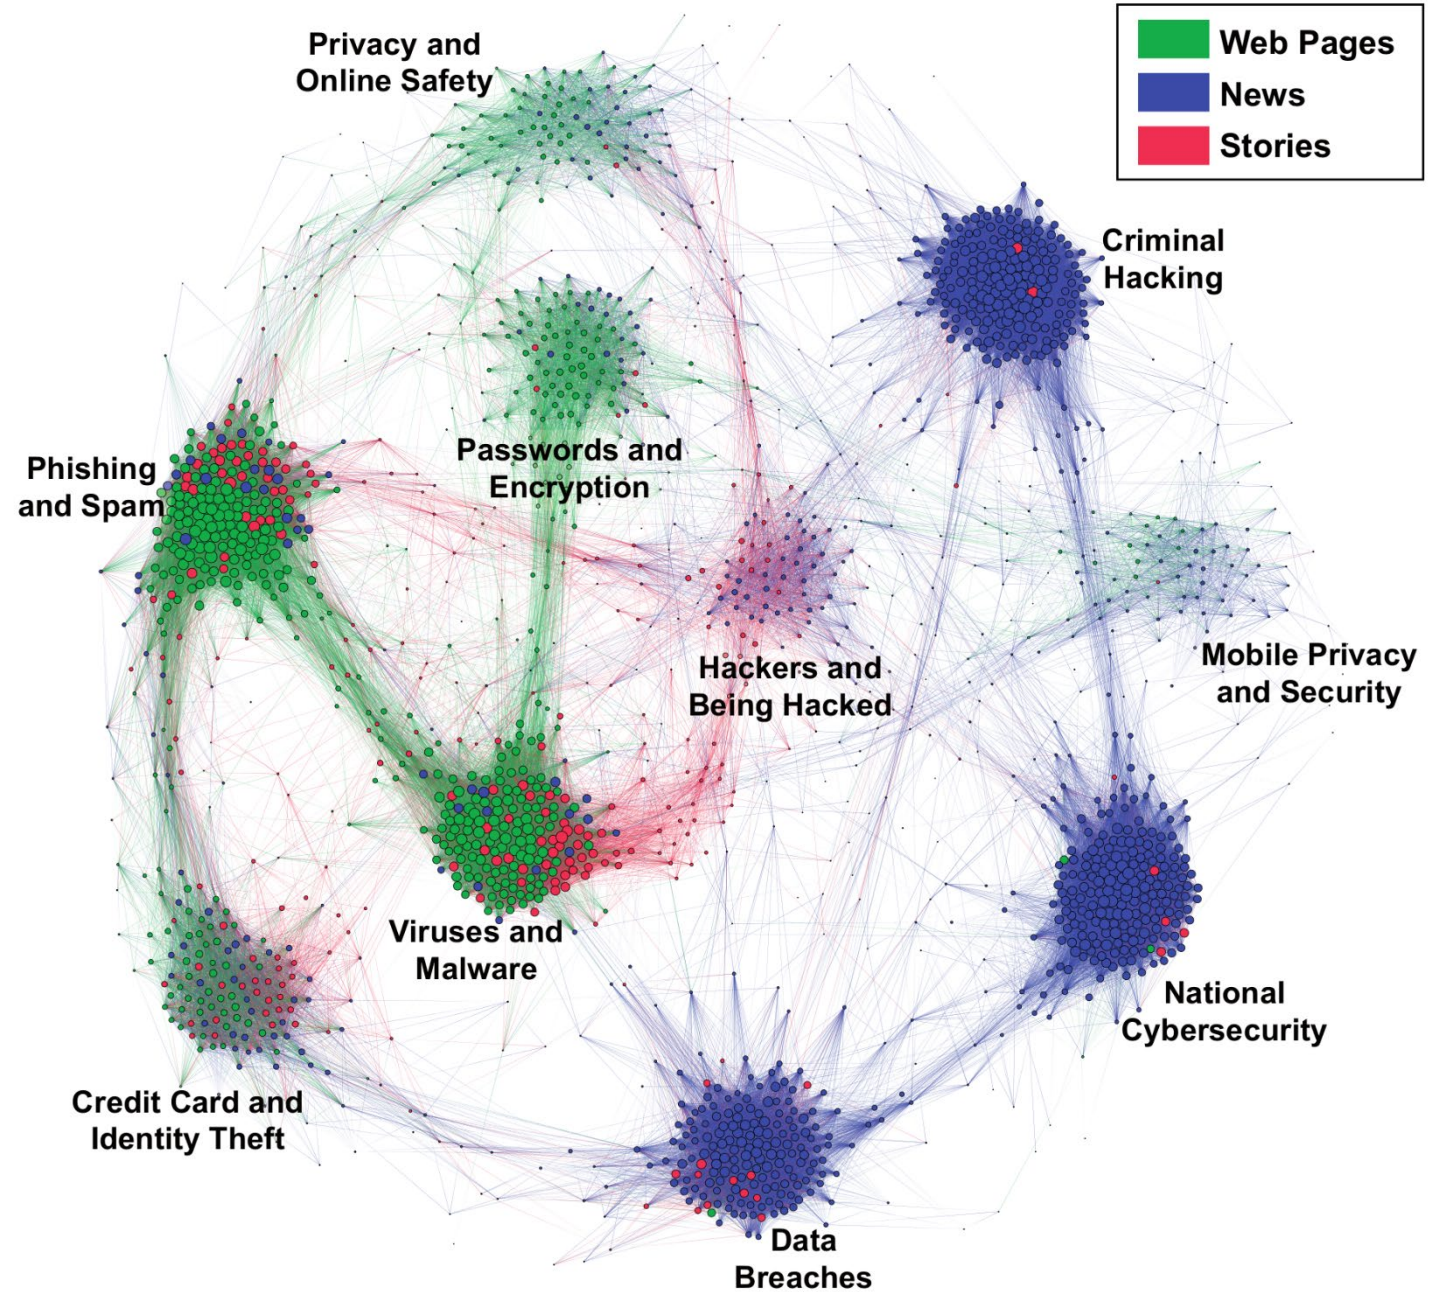 Privacy and
Online Safety
Web Pages
News
Stories
Criminal
Hacking
Passwords and
Encryption
Phishing
and Spam
Hackers and
Being Hacked
Mobile Privacy
and Security
Viruses and
Malware
National
Cybersecurity
Credit Card and
Identity Theft
Data
Breaches